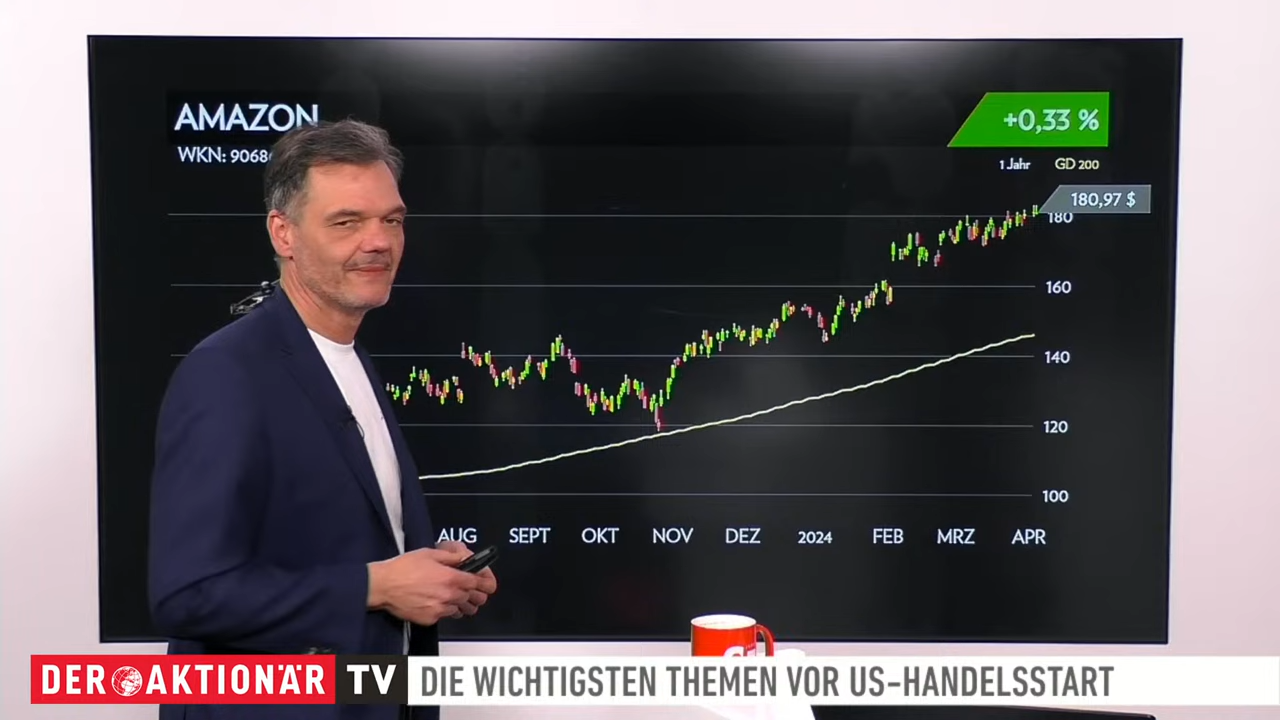 AMAZON
WKN: 9068
+0,33 %
1 Jahr GD 200
180,97 $
180
160
140
120
100
AUG SEPT OKT NOV DEZ 2024 FEB MRZ APR
DER AKTIONÄR TV DIE WICHTIGSTEN THEMEN VOR US-HANDELSSTART